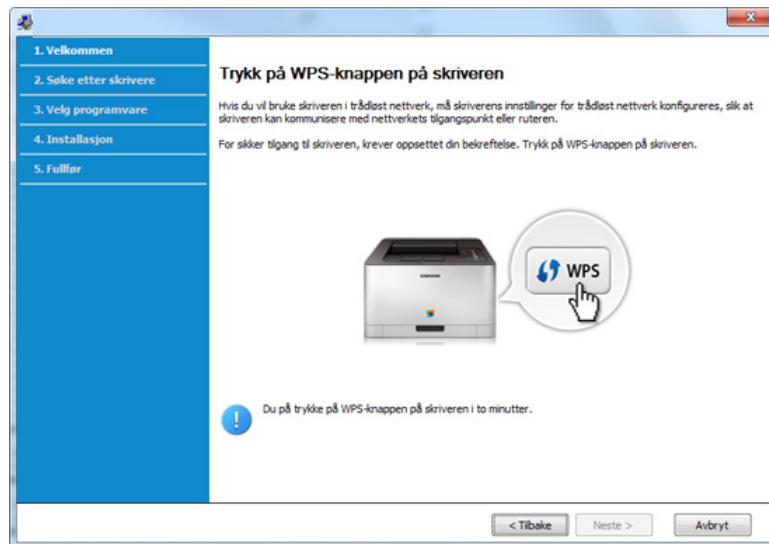 1. Velkommen
2. Søke etter skrivere
3. Velg programvare
4. Installasjon
5. Fullfør
Trykk på WPS-knappen på skriveren
Hvis du vil bruke skriveren i trådløst nettverk, må skriverens innstillinger for trådløst nettverk konfigureres, slik at
skriveren kan kommunisere med nettverkets tilgangspunkt eller ruteren.
For sikker tilgang til skriveren, krever oppsettet din bekreftelse. Trykk på WPS-knappen på skriveren.
SAMSUNG
WPS
Du på trykke på WPS-knappen på skriveren i to minutter.
< Tilbake
Neste >
Avbryt